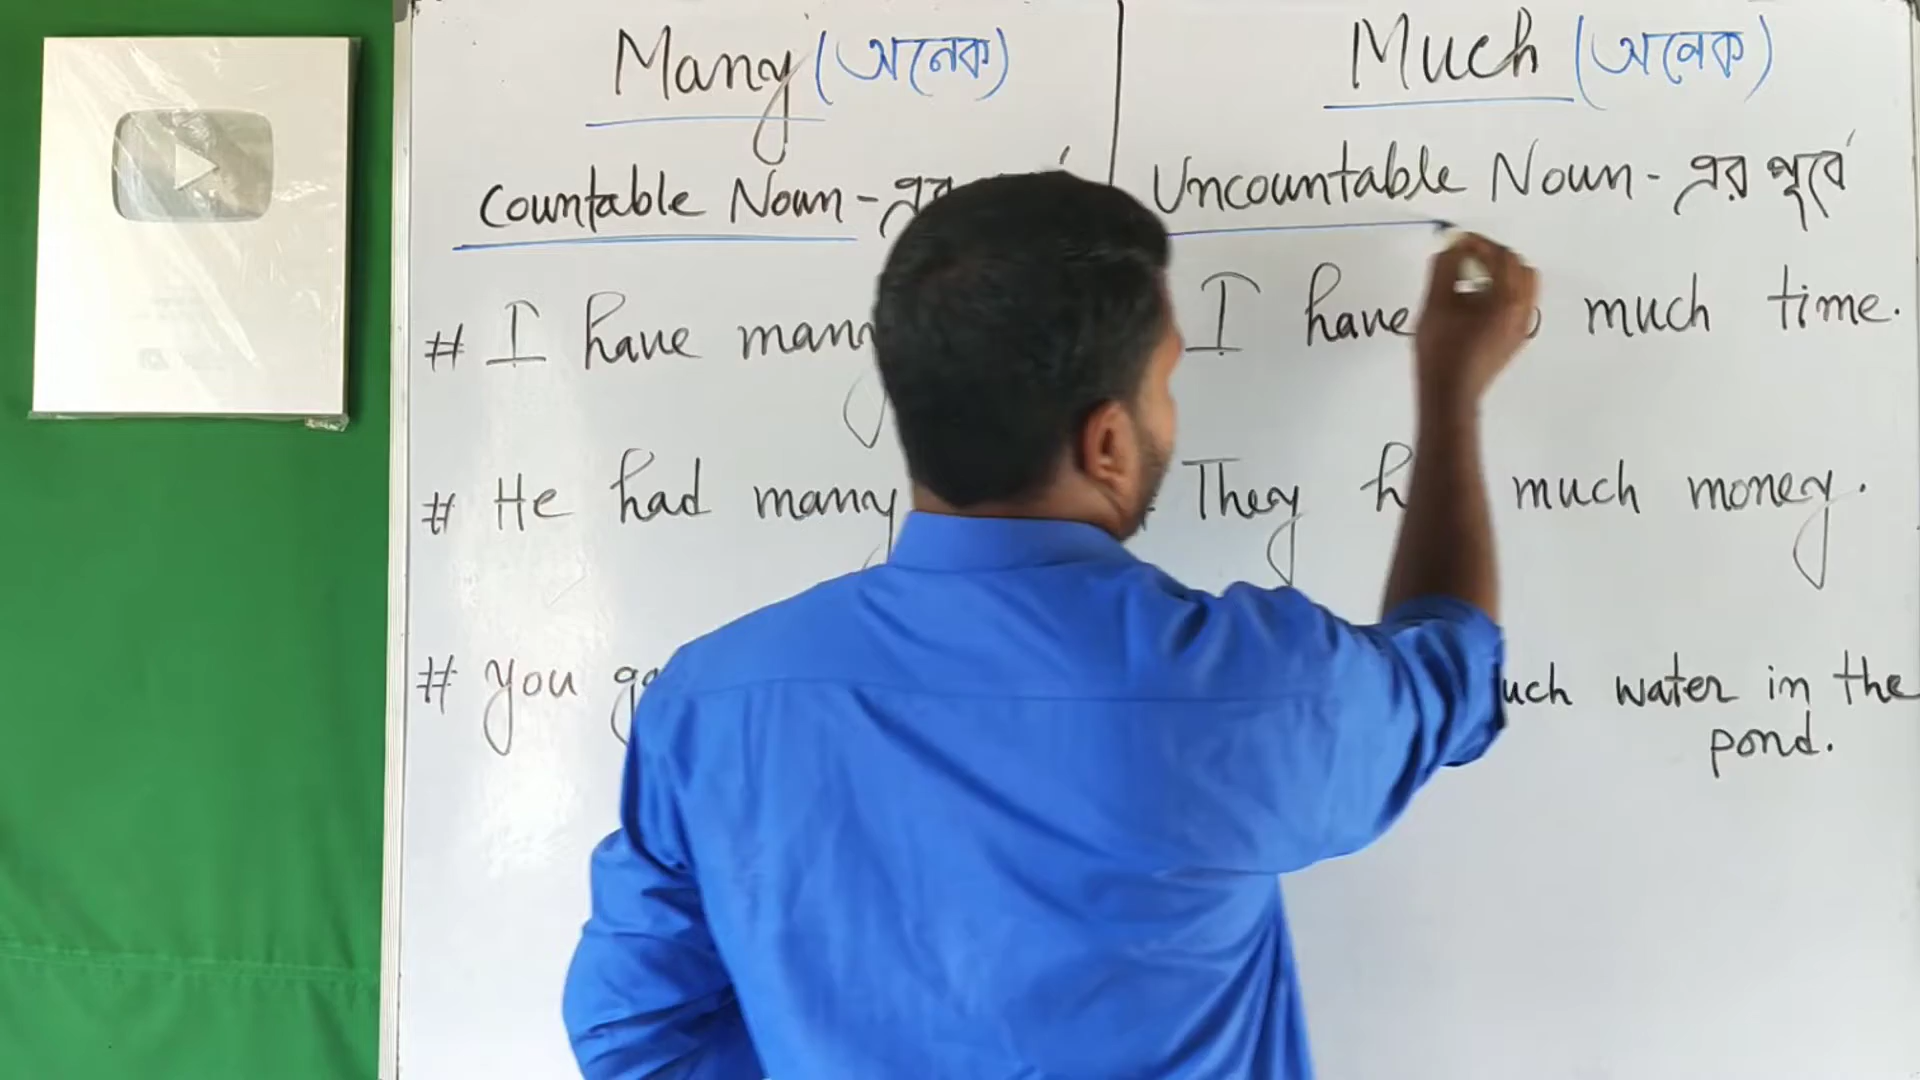 Many (অনেক)
Countable Noun - এর
# I have many
# He had many
# you
Much (অনেক)
Uncountable Noun - এর পূর্বে
I have much time.
They much money.
water in the
pond.